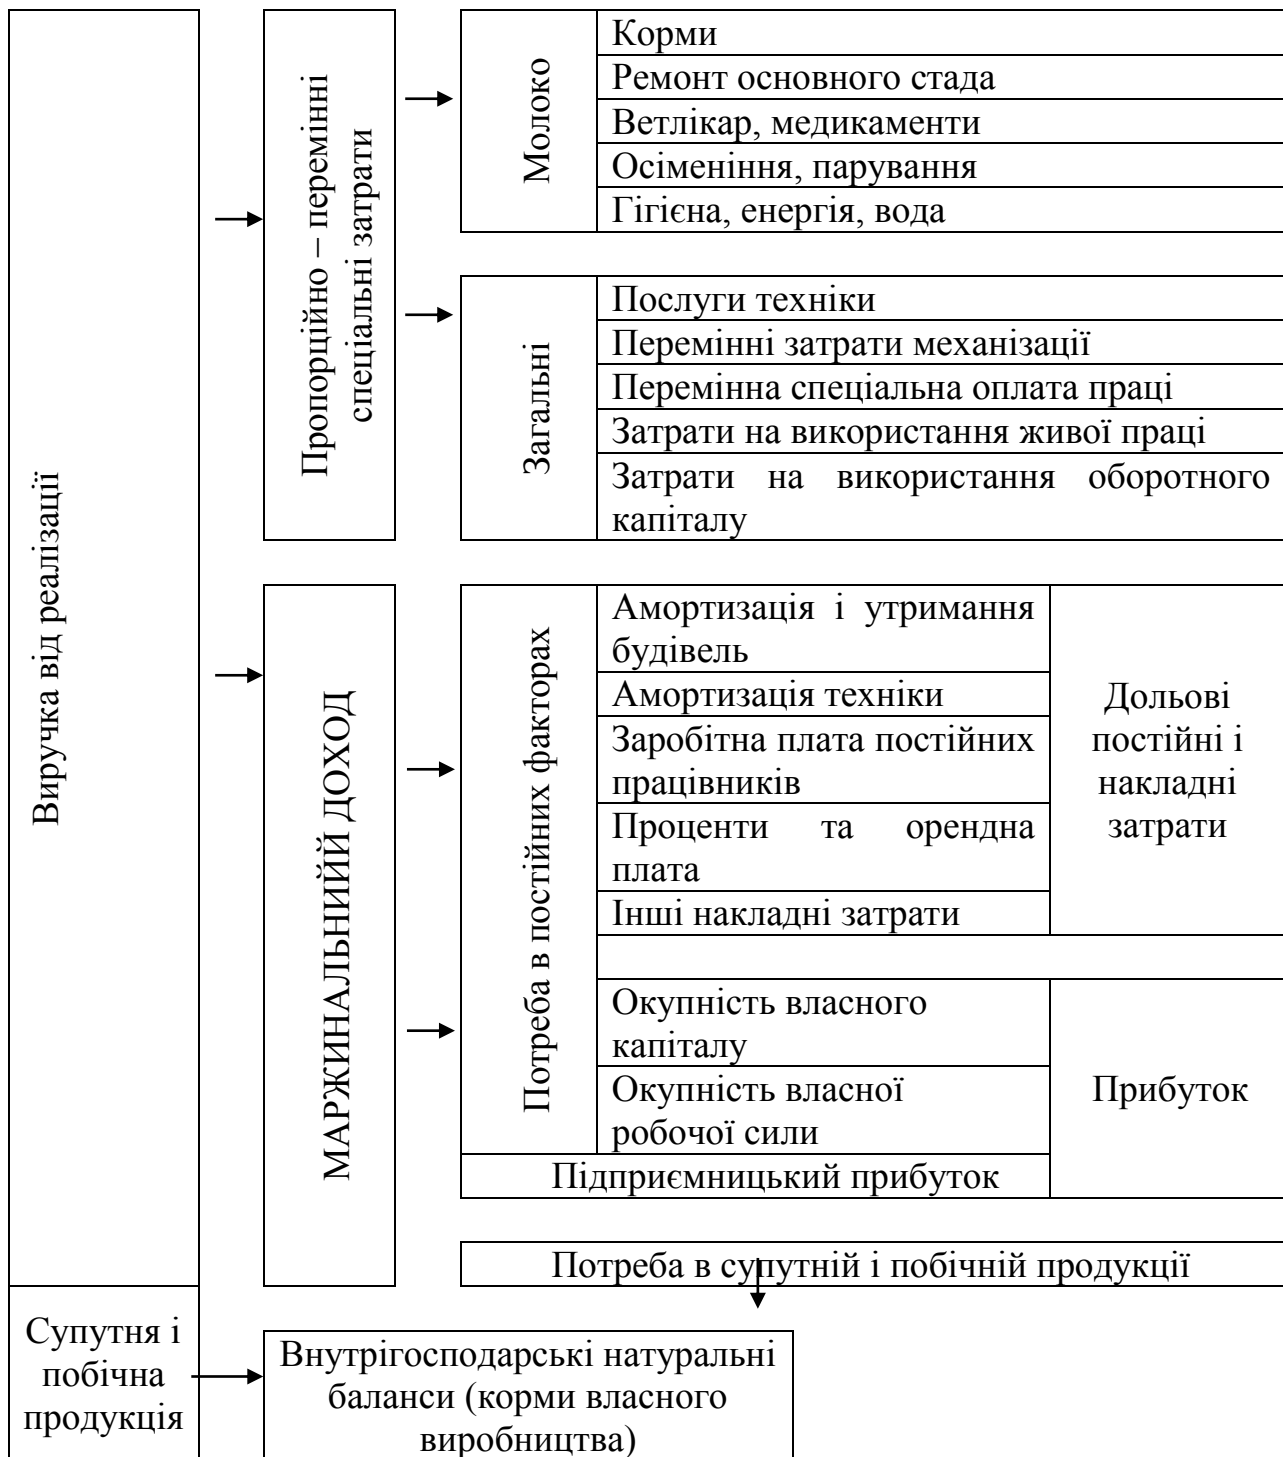 Виручка від реалізації
Пропорційно – перемінні
спеціальні затрати
Молоко
Корми
Ремонт основного стада
Ветлікар, медикаменти
Осіменіння, парування
Гігієна, енергія, вода
Загальні
Послуги техніки
Перемінні затрати механізації
Перемінна спеціальна оплата праці
Затрати на використання живої праці
Затрати на використання оборотного
капіталу
МАРЖИНАЛЬНИЙЙ ДОХОД
Потреба в постійних факторах
Амортизація і утримання
будівель
Амортизація техніки
Заробітна плата постійних
працівників
Проценти та орендна
плата
Інші накладні затрати
Дольові
постійні і
накладні
затрати
Окупність власного
капіталу
Окупність власної
робочої сили
Підприємницький прибуток
Прибуток
Потреба в супутній і побічній продукції
Супутня і
побічна
продукція
Внутрігосподарські натуральні
баланси (корми власного
виробництва)